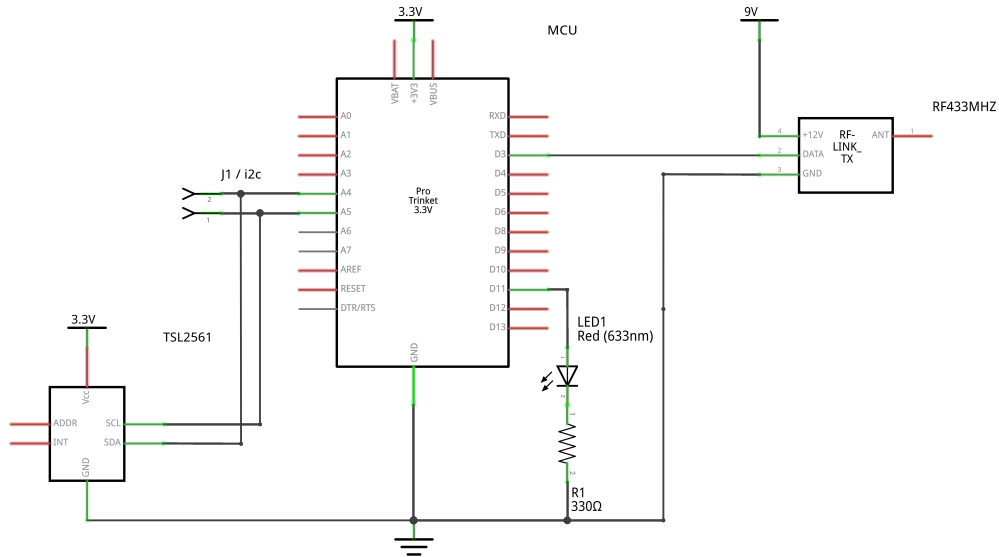 3.3V
MCU
9V
VBAT
+3V3
VBUS
RF433MHZ
A0
A1
A2
A3
A4
A5
A6
A7
AREF
RESET
DTR/RTS
Pro
Trinket
3.3V
RXD
TXD
D3
D4
D5
D6
D8
D9
D10
D11
D12
D13
GND
4
2
3
+12V
DATA
GND
RF-
LINK_
TX
ANT
1
J1 / i2c
2
1
LED1
Red (633nm)
1
2
1
2
R1
330Ω
3.3V
TSL2561
Vcc
ADDR
INT
SCL
SDA
GND